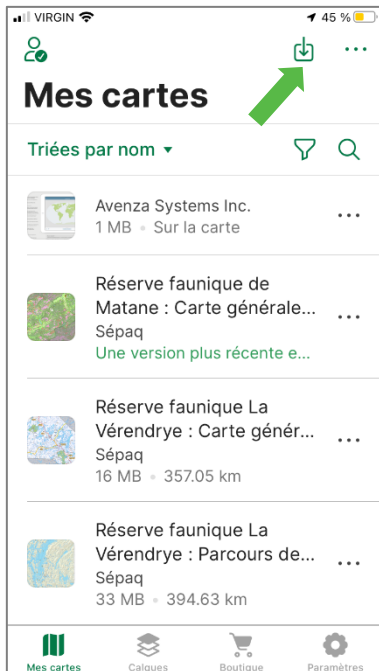 VIRGIN
45 %
Mes cartes
Triées par nom
Avenza Systems Inc.
1 MB • Sur la carte
Réserve faunique de
Matane : Carte générale...
Sépaq
Une version plus récente e...
Réserve faunique La
Vérendrye : Carte génér...
Sépaq
16 MB • 357.05 km
Réserve faunique La
Vérendrye : Parcours de...
Sépaq
33 MB • 394.63 km
Mes cartes Calques Boutique Paramètres